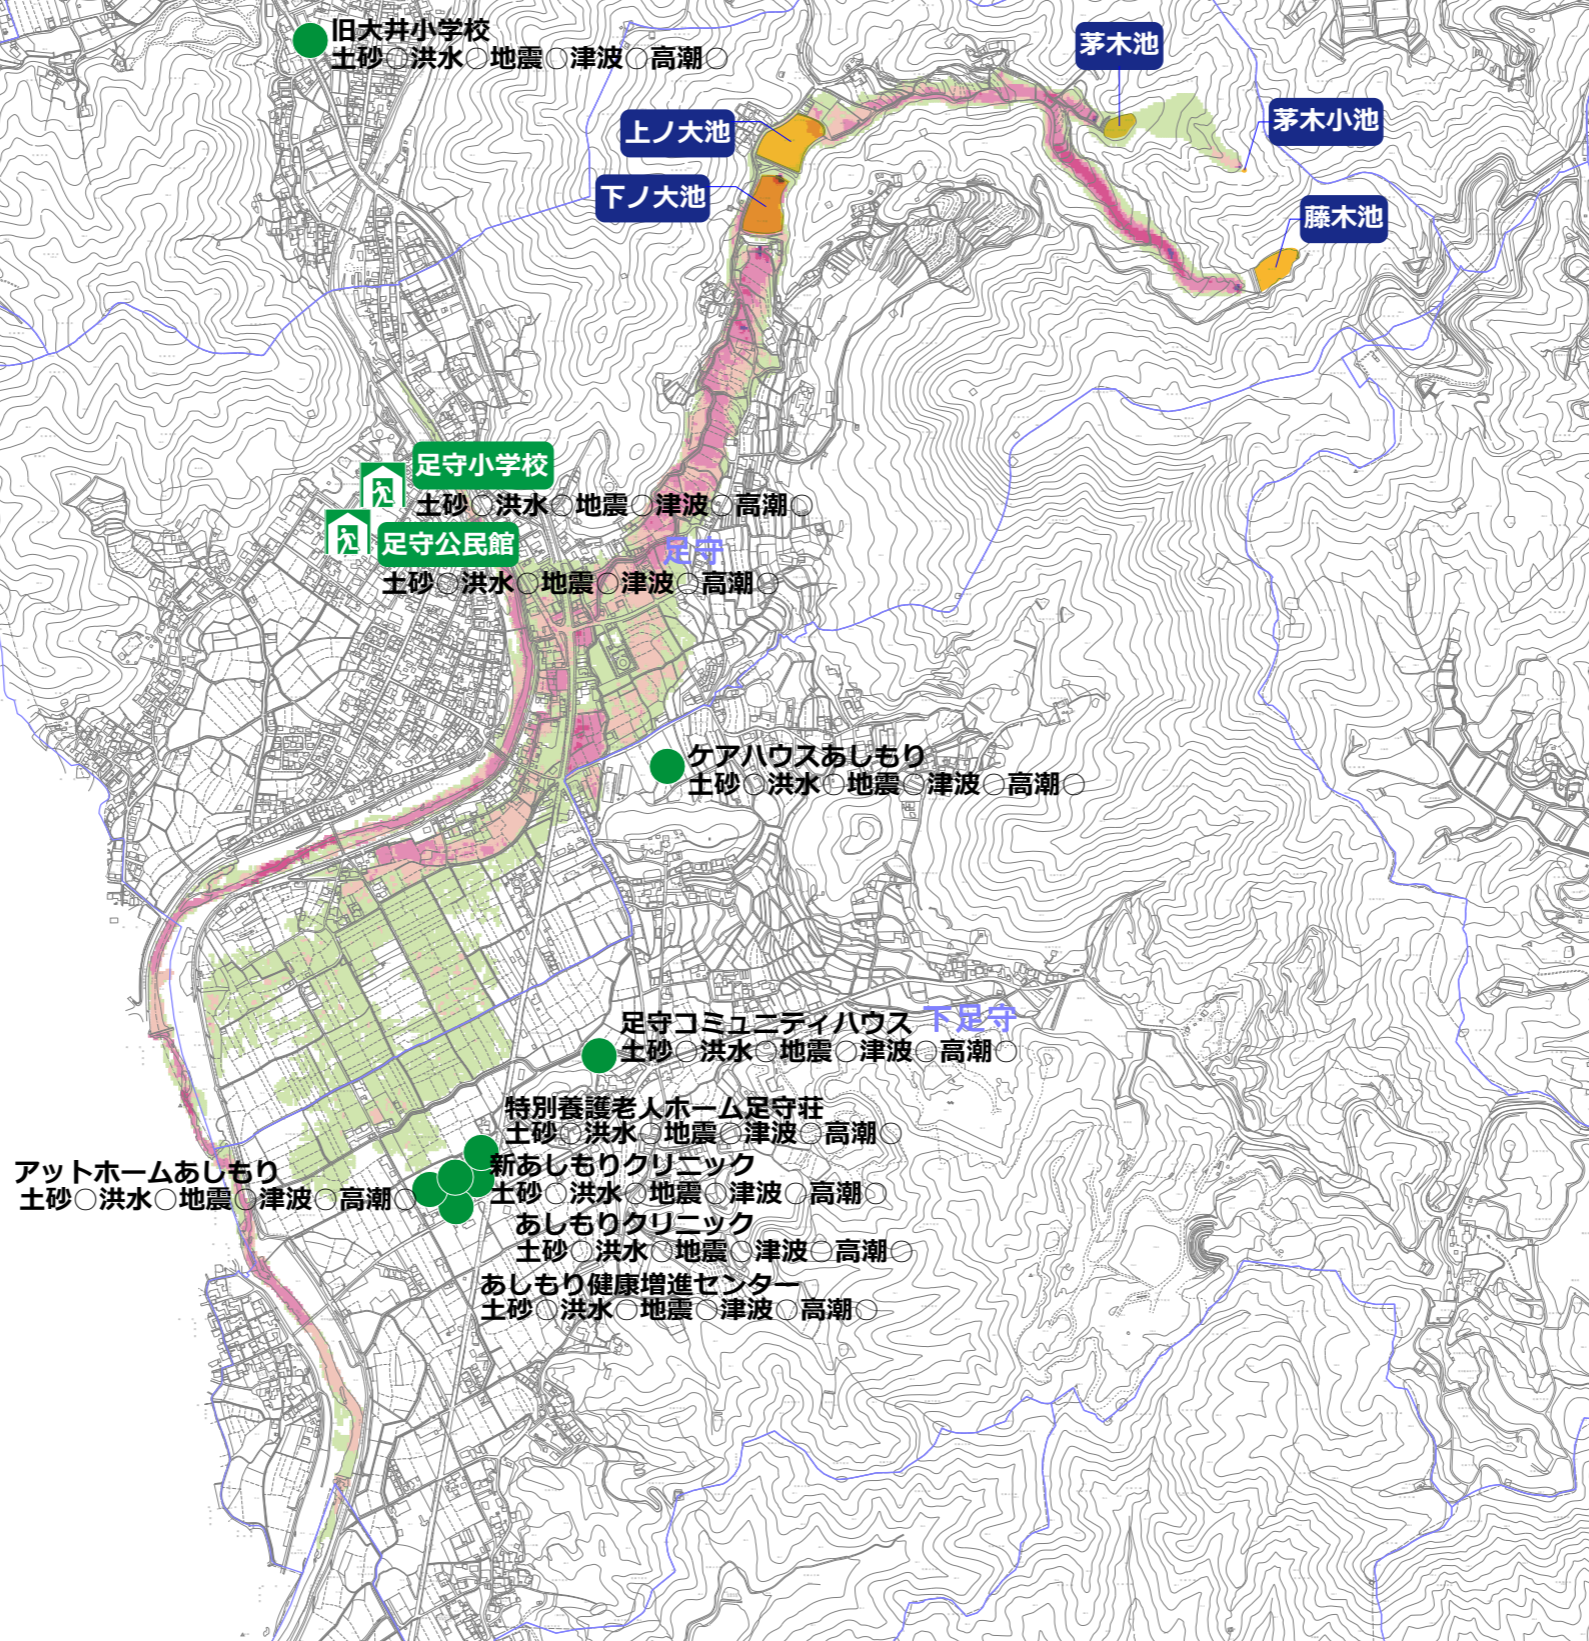 旧大井小学校
土砂○洪水○地震○津波○高潮○
茅木池
上ノ大池
茅木小池
下ノ大池
藤木池
足守小学校
土砂○洪水○地震○津波○高潮○
足守公民館
足守
土砂○洪水○地震○津波○高潮○
ケアハウスあしもり
土砂○洪水○地震○津波○高潮○
足守コミュニティハウス
下足守
土砂○洪水○地震○津波○高潮○
特別養護老人ホーム足守荘
土砂○洪水○地震○津波○高潮○
アットホームあしもり
土砂○洪水○地震○津波○高潮○
新あしもりクリニック
土砂○洪水○地震○津波○高潮○
あしもりクリニック
土砂○洪水○地震○津波○高潮○
あしもり健康増進センター
土砂○洪水○地震○津波○高潮○